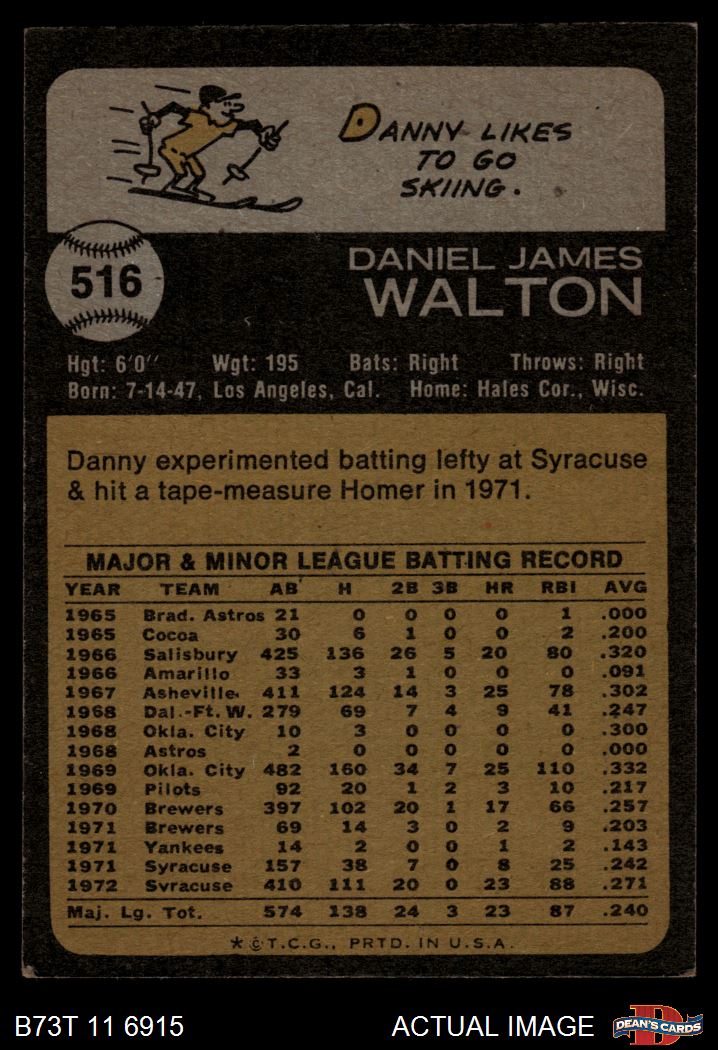 DANNY LIKES
TO GO
SKIING.
516
DANIEL JAMES
WALTON
Hgt: 6'0" Wgt: 195 Bats: Right Throws: Right
Born: 7-14-47, Los Angeles, Cal. Home: Hales Cor., Wisc.
Danny experimented batting lefty at Syracuse
& hit a tape-measure Homer in 1971.
MAJOR & MINOR LEAGUE BATTING RECORD
YEAR TEAM AB H 2B 3B HR RBI AVG
1965 Brad. Astros 21 0 0 0 0 1 .000
1965 Cocoa 30 6 1 0 0 2 .200
1966 Salisbury 425 136 26 5 20 80 .320
1966 Amarillo 33 3 1 0 0 0 .091
1967 Asheville 411 124 14 3 25 78 .302
1968 Dal.-Ft. W. 279 69 7 4 9 41 .247
1968 Okla. City 10 3 0 0 0 0 .300
1968 Astros 2 0 0 0 0 0 .000
1969 Okla. City 482 160 34 7 25 110 .332
1969 Pilots 92 20 1 2 3 10 .217
1970 Brewers 397 102 20 1 17 66 .257
1971 Brewers 69 14 3 0 2 9 .203
1971 Yankees 14 2 0 0 1 2 .143
1971 Syracuse 157 38 7 0 8 25 .242
1972 Syracuse 410 111 20 0 23 88 .271
Maj. Lg. Tot. 574 138 24 3 23 87 .240
* © T.C.G., PRTD. IN U.S.A.
B73T 11 6915 ACTUAL IMAGE DEAN'S CARDS